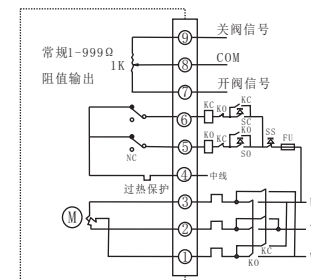 ⑨ 关阀信号
常规1-999Ω
1K
⑧ COM
阻值输出
⑦ 开阀信号
KC
⑥ KC KO
SC
KO
⑤ KO KC
SO
SS
FU
NC
④ 中线
过热保护
③
M
②
①
KC
KO